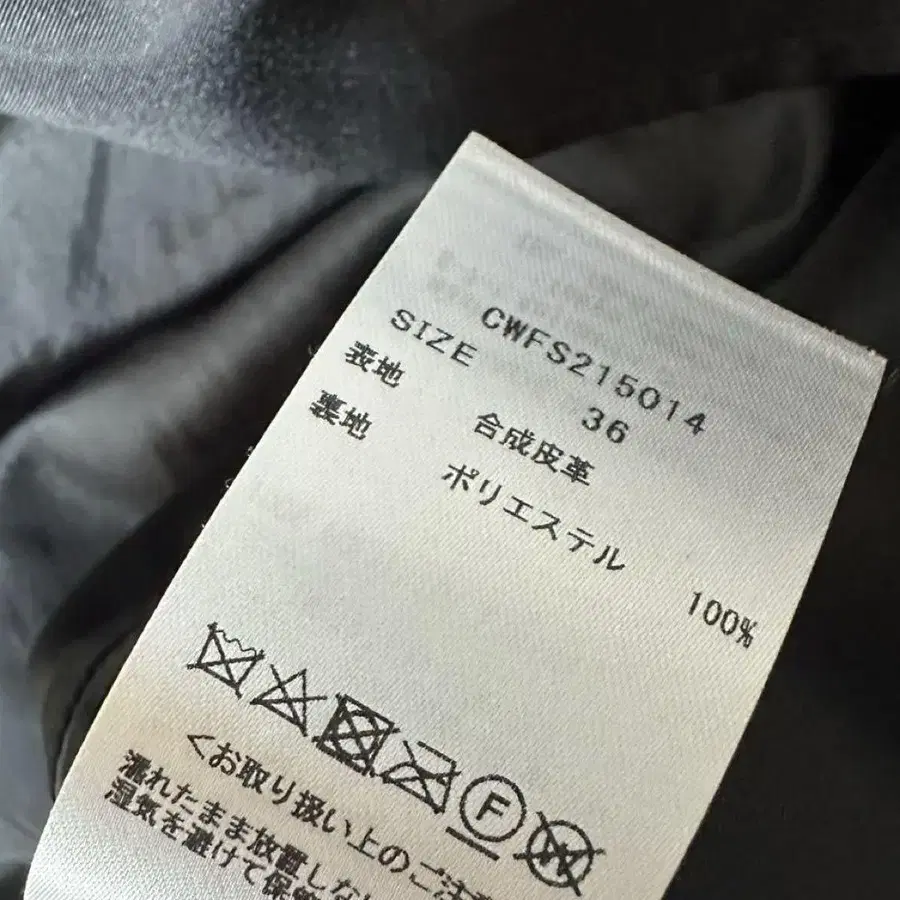 CWFS215014
SIZE 36
表地 合成皮革
裏地 ポリエステル 100%
F
W
<お取り扱い上のご注意
濡れたまま放置しない
湿気を避けて保